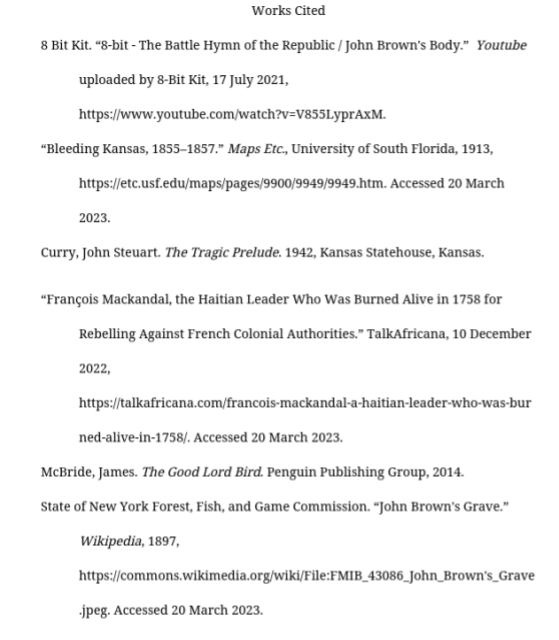 Works Cited
8 Bit Kit. “8-bit - The Battle Hymn of the Republic / John Brown's Body.”  Youtube
uploaded by 8-Bit Kit, 17 July 2021,
https://www.youtube.com/watch?v=V855LyprAxM.
“Bleeding Kansas, 1855–1857.” Maps Etc., University of South Florida, 1913,
https://etc.usf.edu/maps/pages/9900/9949/9949.htm. Accessed 20 March
2023.
Curry, John Steuart. The Tragic Prelude. 1942, Kansas Statehouse, Kansas.
“François Mackandal, the Haitian Leader Who Was Burned Alive in 1758 for
Rebelling Against French Colonial Authorities.” TalkAfricana, 10 December
2022,
https://talkafricana.com/francois-mackandal-a-haitian-leader-who-was-bur
ned-alive-in-1758/. Accessed 20 March 2023.
McBride, James. The Good Lord Bird. Penguin Publishing Group, 2014.
State of New York Forest, Fish, and Game Commission. “John Brown's Grave.”
Wikipedia, 1897,
https://commons.wikimedia.org/wiki/File:FMIB_43086_John_Brown's_Grave
.jpeg. Accessed 20 March 2023.